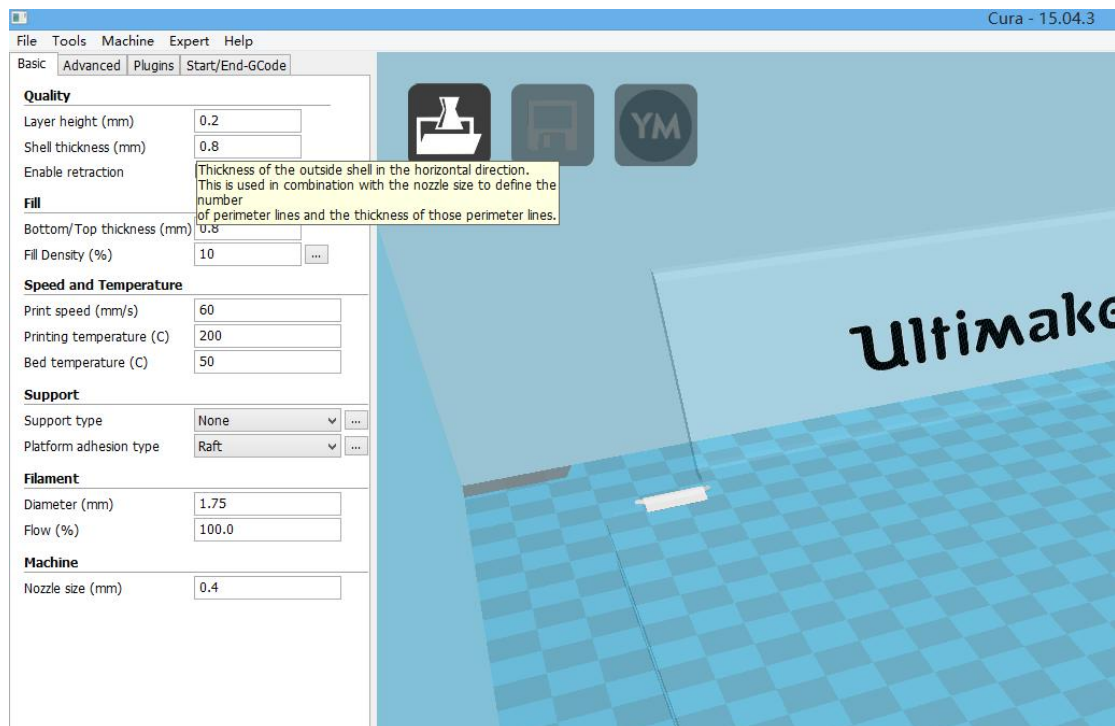 Cura - 15.04.3
File Tools Machine Expert Help
Basic Advanced Plugins Start/End-GCode
Quality
Layer height (mm) 0.2
Shell thickness (mm) 0.8
Enable retraction
Thickness of the outside shell in the horizontal direction.
This is used in combination with the nozzle size to define the
number
of perimeter lines and the thickness of those perimeter lines.
Fill
Bottom/Top thickness (mm) 0.8
Fill Density (%) 10 ...
Speed and Temperature
Print speed (mm/s) 60
Printing temperature (C) 200
Bed temperature (C) 50
Support
Support type None ...
Platform adhesion type Raft ...
Filament
Diameter (mm) 1.75
Flow (%) 100.0
Machine
Nozzle size (mm) 0.4
YM
Ultimake